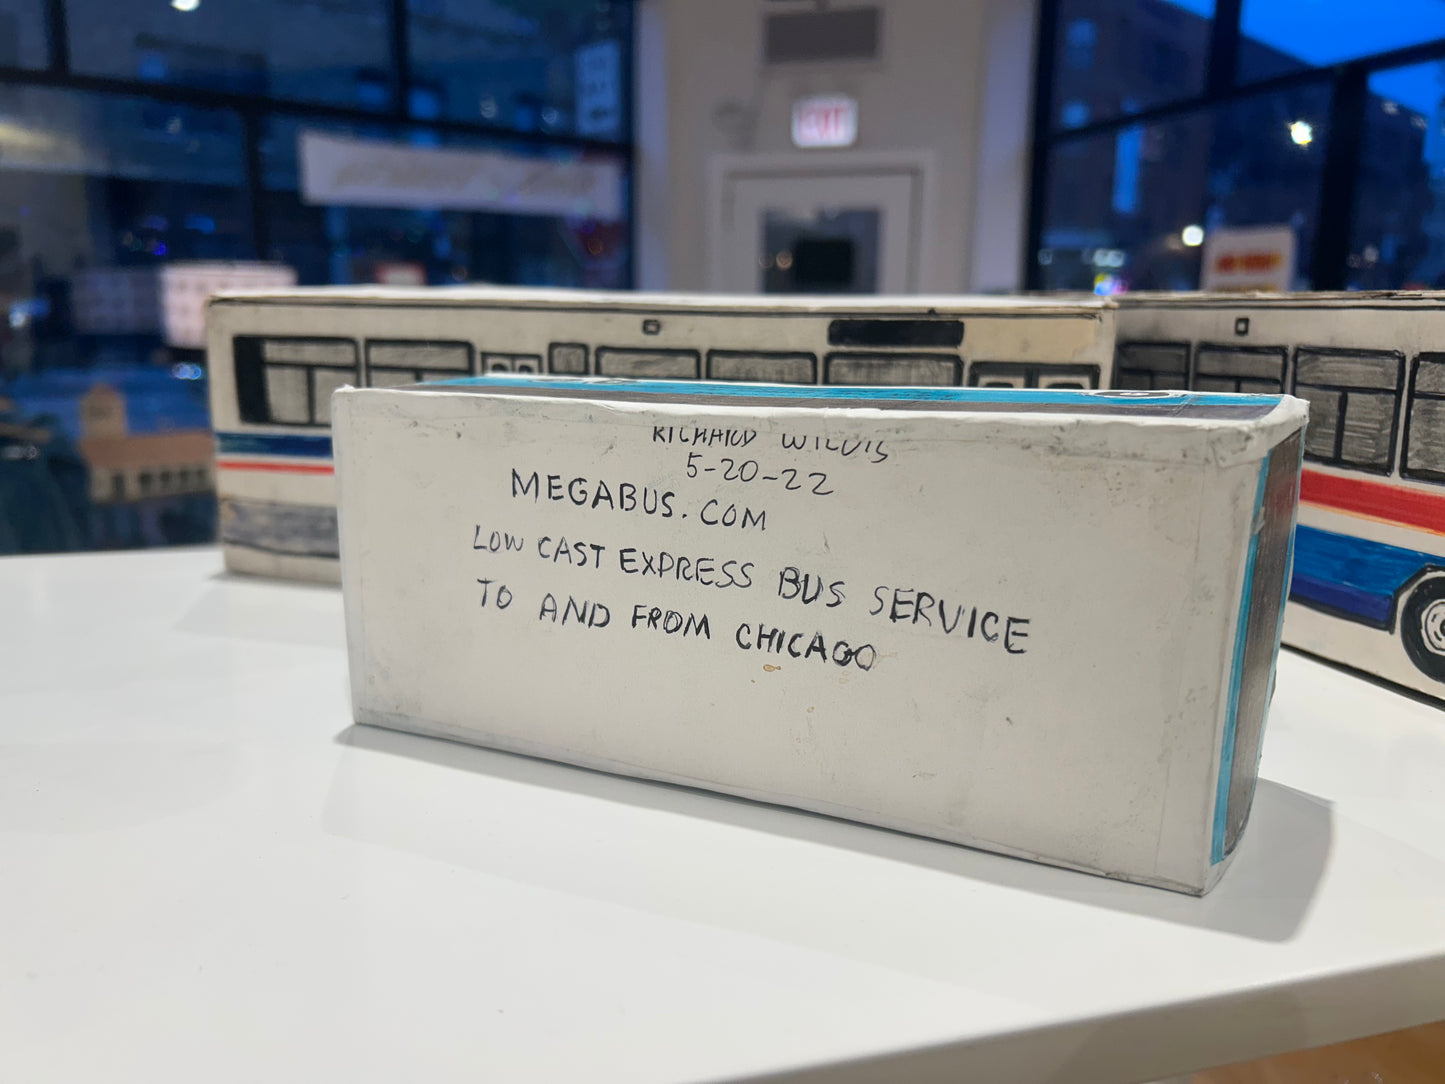 RICHARD WILLIS
5-20-22
MEGABUS.COM
LOW CAST EXPRESS BUS SERVICE
TO AND FROM CHICAGO
EXIT